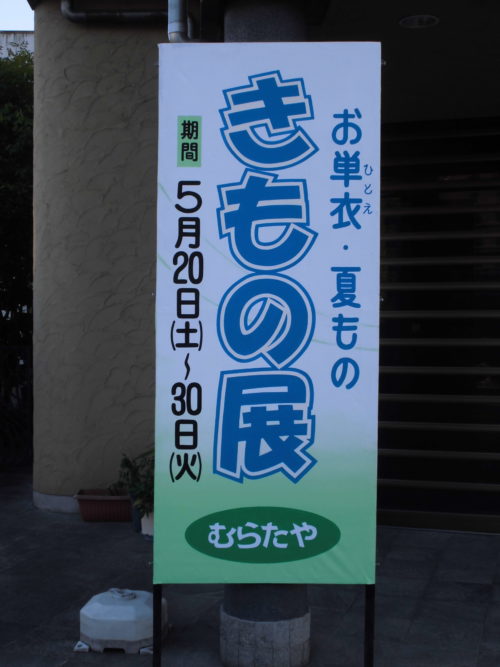 お単衣・夏もの
ひとえ
きもの展
期間
5月20日(土)～30日(火)
むらたや